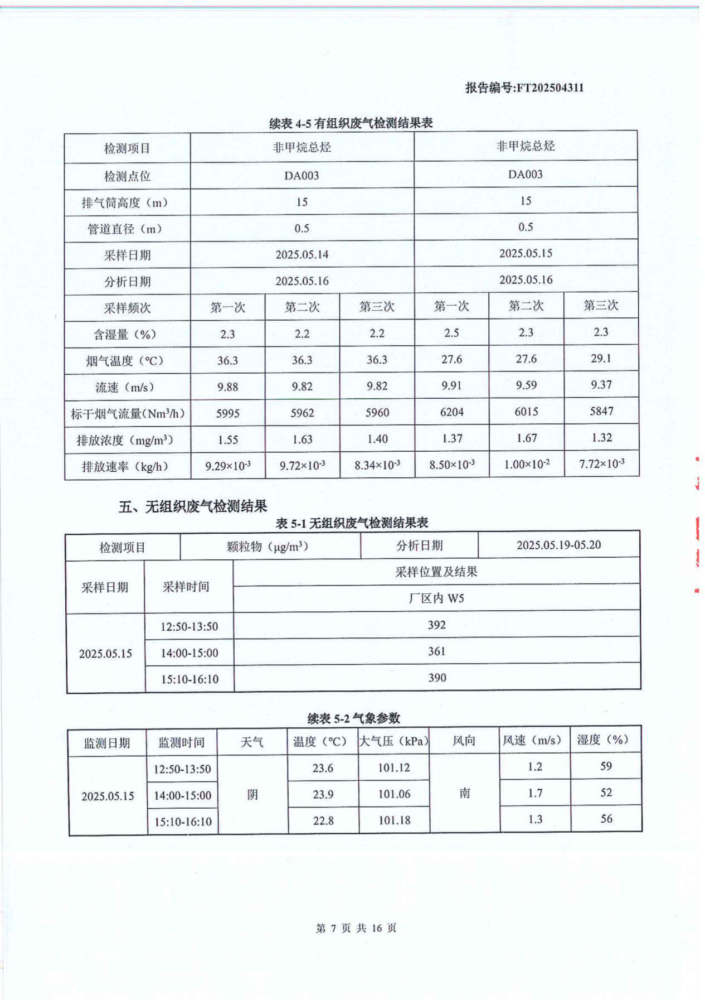 报告编号:FT202504311
续表 4-5 有组织废气检测结果表
检测项目 非甲烷总烃 非甲烷总烃
检测点位 DA003 DA003
排气筒高度（m） 15 15
管道直径（m） 0.5 0.5
采样日期 2025.05.14 2025.05.15
分析日期 2025.05.16 2025.05.16
采样频次 第一次 第二次 第三次 第一次 第二次 第三次
含湿量（%） 2.3 2.2 2.2 2.5 2.3 2.3
烟气温度（℃） 36.3 36.3 36.3 27.6 27.6 29.1
流速（m/s） 9.88 9.82 9.82 9.91 9.59 9.37
标干烟气流量(Nm³/h) 5995 5962 5960 6204 6015 5847
排放浓度（mg/m³） 1.55 1.63 1.40 1.37 1.67 1.32
排放速率（kg/h） 9.29×10⁻³ 9.72×10⁻³ 8.34×10⁻³ 8.50×10⁻³ 1.00×10⁻² 7.72×10⁻³
五、无组织废气检测结果
表 5-1 无组织废气检测结果表
检测项目 颗粒物（μg/m³） 分析日期 2025.05.19-05.20
采样日期 采样时间 采样位置及结果
厂区内 W5
2025.05.15 12:50-13:50 392
14:00-15:00 361
15:10-16:10 390
续表 5-2 气象参数
监测日期 监测时间 天气 温度（℃） 大气压（kPa） 风向 风速（m/s） 湿度（%）
2025.05.15 12:50-13:50 阴 23.6 101.12 南 1.2 59
14:00-15:00 23.9 101.06 1.7 52
15:10-16:10 22.8 101.18 1.3 56
第 7 页 共 16 页